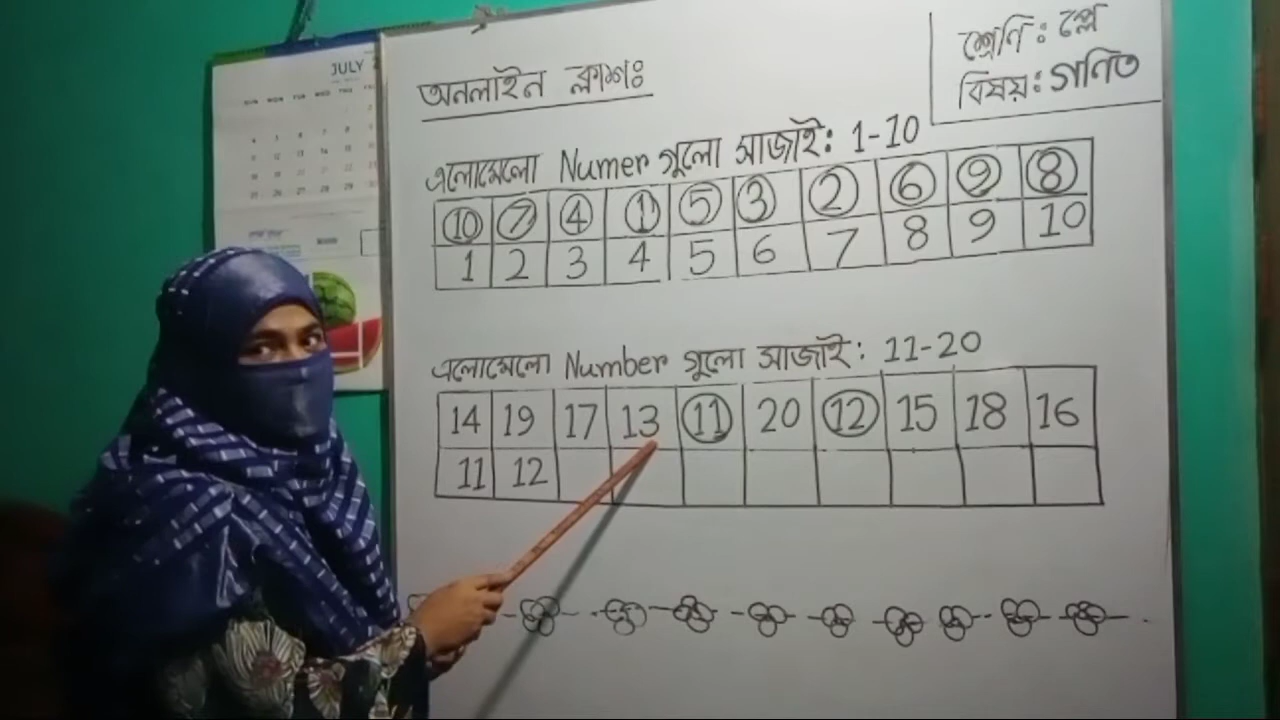 JULY
অনলাইন ক্লাশঃ
শ্রেণি : প্লে
বিষয়: গণিত
এলোমেলো Numer গুলো সাজাই: 1-10
10 7 4 1 5 3 2 6 9 8
1 2 3 4 5 6 7 8 9 10
এলোমেলো Number গুলো সাজাই: 11-20
14 19 17 13 11 20 12 15 18 16
11 12